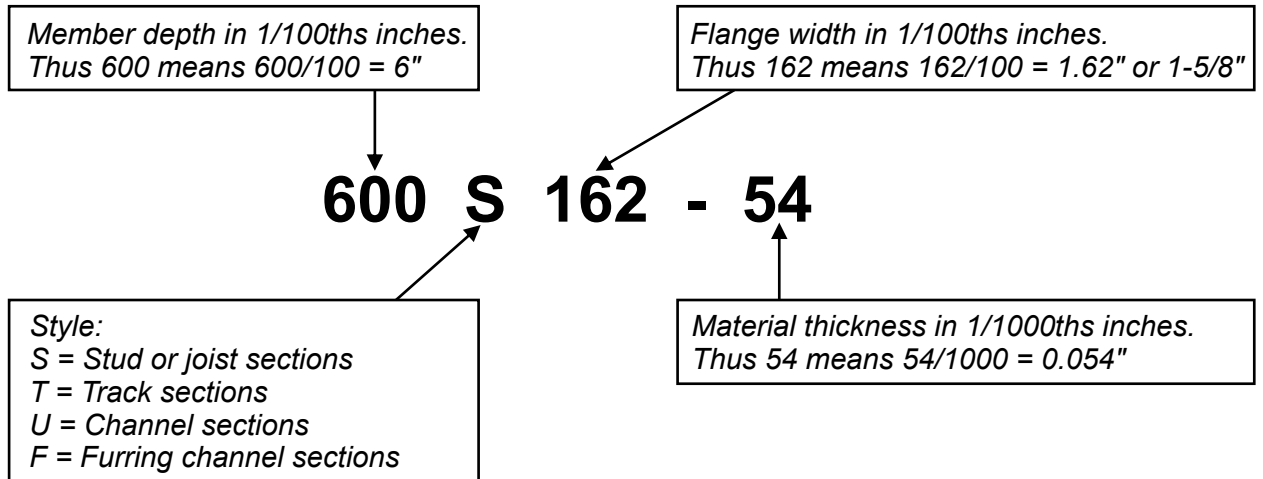 Member depth in 1/100ths inches.
Thus 600 means 600/100 = 6"
Flange width in 1/100ths inches.
Thus 162 means 162/100 = 1.62" or 1-5/8"
600 S 162 - 54
Style:
S = Stud or joist sections
T = Track sections
U = Channel sections
F = Furring channel sections
Material thickness in 1/1000ths inches.
Thus 54 means 54/1000 = 0.054"